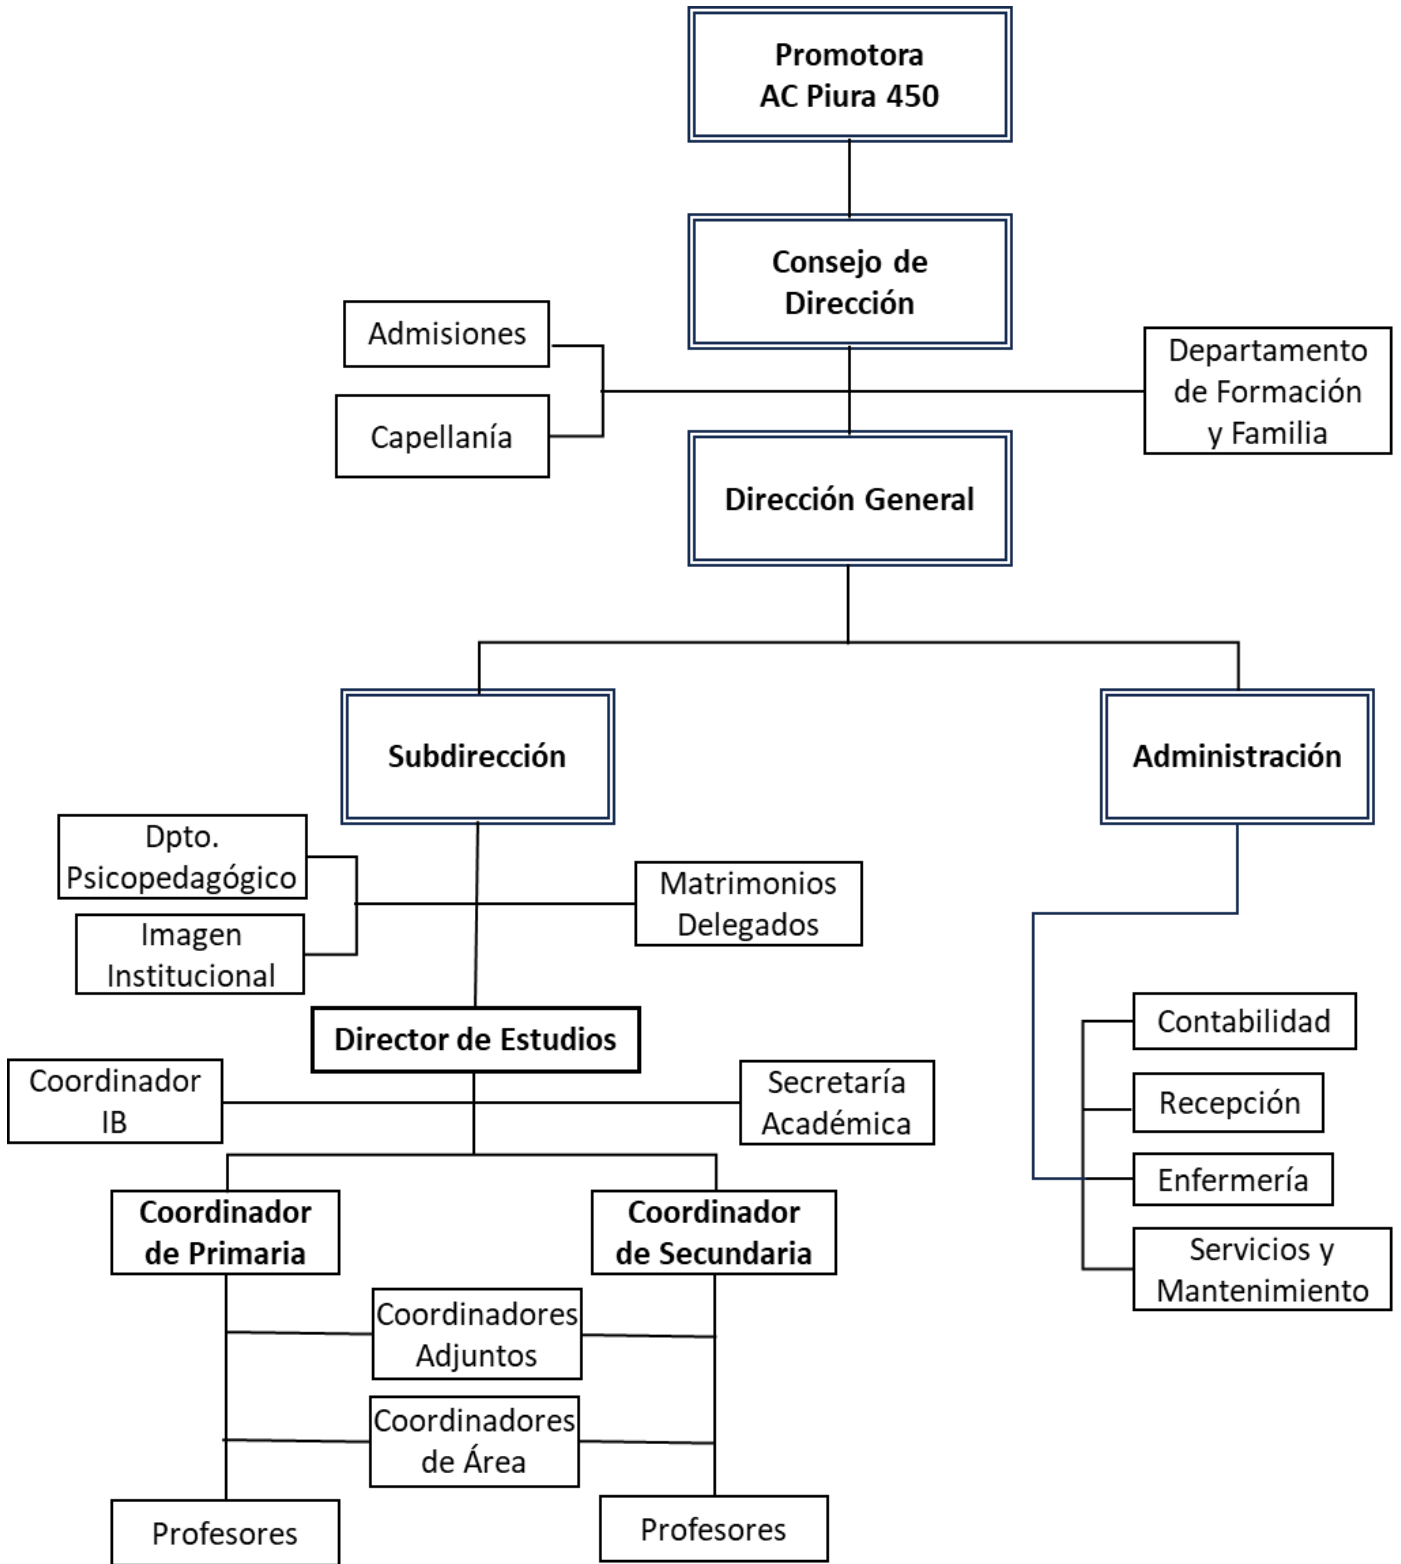 Promotora
AC Piura 450
Consejo de
Dirección
Admisiones
Capellanía
Departamento
de Formación
y Familia
Dirección General
Subdirección
Administración
Dpto.
Psicopedagógico
Imagen
Institucional
Matrimonios
Delegados
Director de Estudios
Coordinador
IB
Secretaría
Académica
Contabilidad
Recepción
Enfermería
Servicios y
Mantenimiento
Coordinador
de Primaria
Coordinador
de Secundaria
Coordinadores
Adjuntos
Coordinadores
de Área
Profesores
Profesores